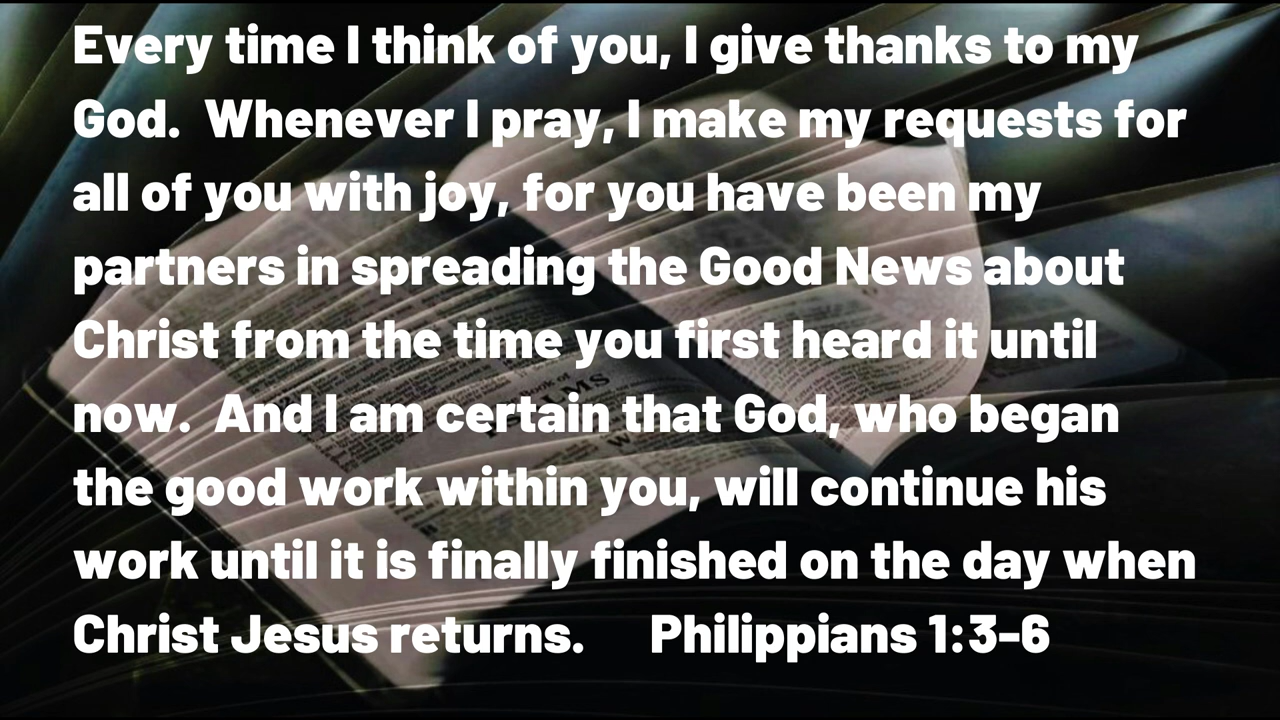 Every time I think of you, I give thanks to my
God.  Whenever I pray, I make my requests for
all of you with joy, for you have been my
partners in spreading the Good News about
Christ from the time you first heard it until
now.  And I am certain that God, who began
the good work within you, will continue his
work until it is finally finished on the day when
Christ Jesus returns.      Philippians 1:3-6
Book of
PSALMS